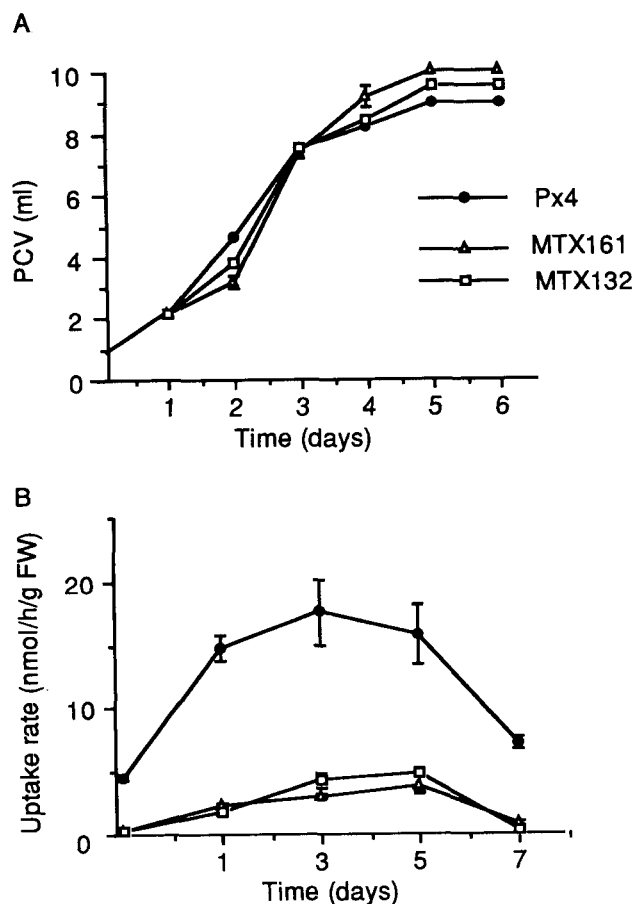 A
PCV (ml)
10
8
6
4
2
0
Px4
MTX161
MTX132
1 2 3 4 5 6
Time (days)
B
Uptake rate (nmol/h/g FW)
20
10
0
1 3 5 7
Time (days)